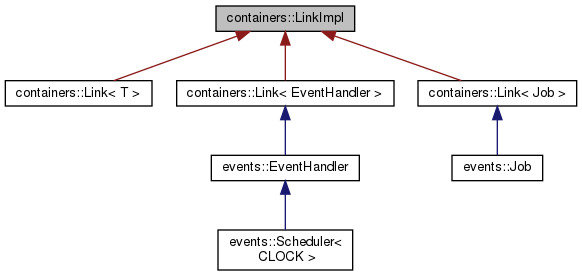 containers::LinkImpl
containers::Link< T >
containers::Link< EventHandler >
containers::Link< Job >
events::EventHandler
events::Job
events::Scheduler<
CLOCK >